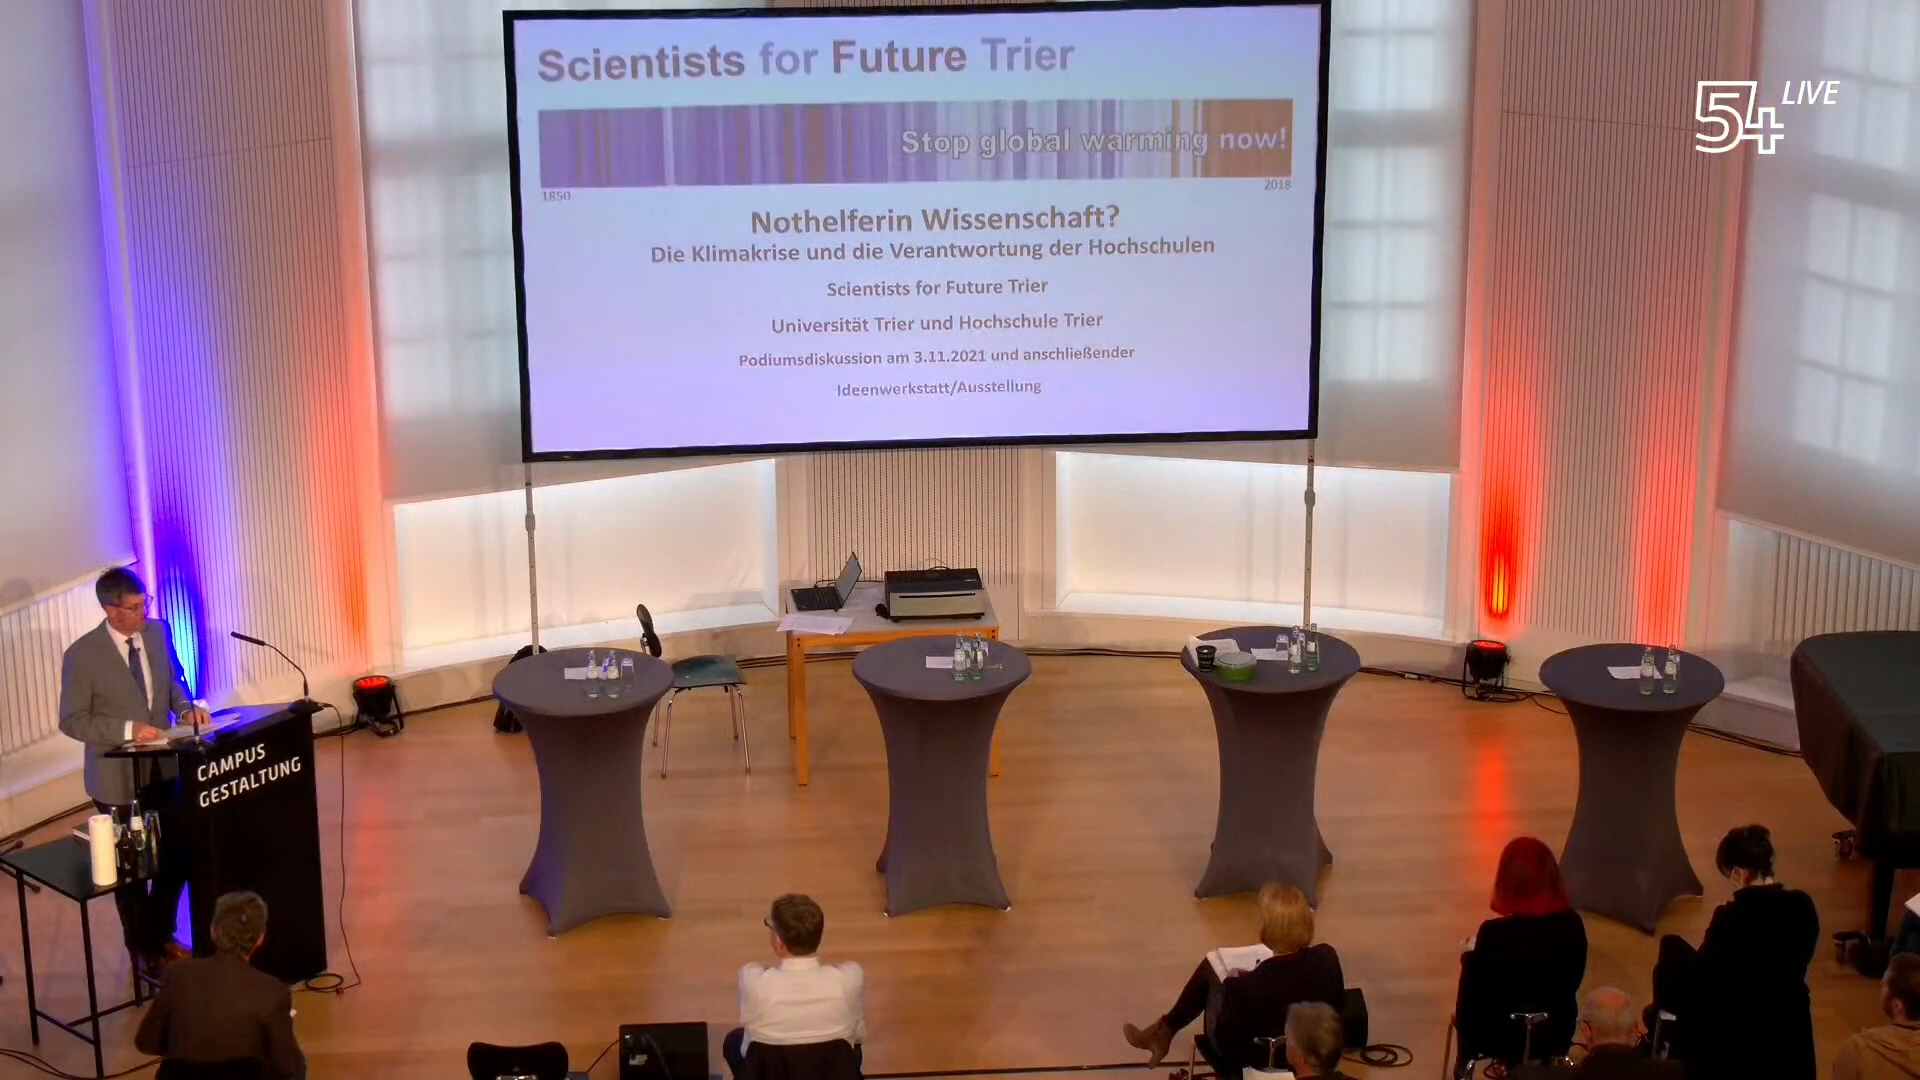 Scientists for Future Trier
Stop global warming now!
1850
2018
Nothelferin Wissenschaft?
Die Klimakrise und die Verantwortung der Hochschulen
Scientists for Future Trier
Universität Trier und Hochschule Trier
Podiumsdiskussion am 3.11.2021 und anschließender
Ideenwerkstatt/Ausstellung
54 LIVE
CAMPUS
GESTALTUNG